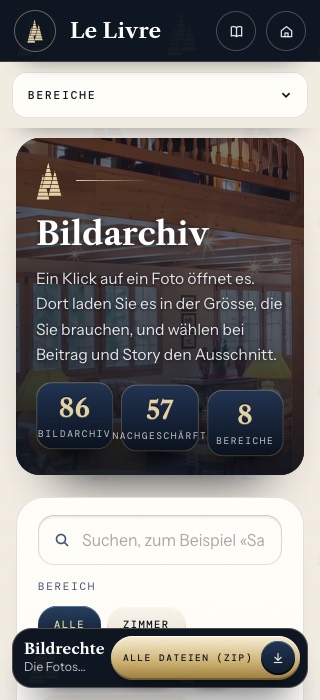 Le Livre
BEREICHE
Bildarchiv
Ein Klick auf ein Foto öffnet es.
Dort laden Sie es in der Grösse, die
Sie brauchen, und wählen bei
Beitrag und Story den Ausschnitt.
86
BILDARCHIV
57
NACHGESCHÄRFT
8
BEREICHE
Suchen, zum Beispiel «Sa
BEREICH
ALLE
ZIMMER
Bildrechte
Die Fotos...
ALLE DATEIEN (ZIP)